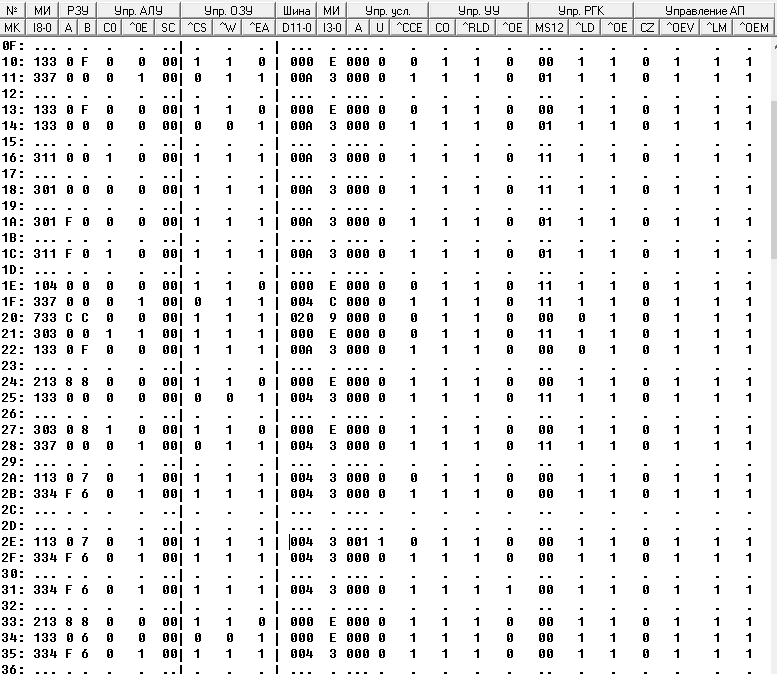 № МИ РЗУ Упр. АЛУ Упр. ОЗУ Шина МИ Упр. усл. Упр. УУ Упр. РГК Управление АП
МК I8-0 A B C0 ^0E SC ^CS ^W ^EA D11-0 I3-0 A U ^CCE CO ^RLD ^OE MS12 ^LD ^OE CZ ^OEV ^LM ^OEM
0F: ... . . . . ..| . . . | ... . ... . . . . . .. . . . . . .
10: 133 0 F 0 0 00| 1 1 0 | 000 E 000 0 0 1 1 0 00 1 1 0 1 1 1
11: 337 0 0 0 1 00| 0 1 1 | 00A 3 000 0 1 1 1 0 01 1 1 0 1 1 1
12: ... . . . . ..| . . . | ... . ... . . . . . .. . . . . . .
13: 133 0 F 0 0 00| 1 1 0 | 000 E 000 0 0 1 1 0 00 1 1 0 1 1 1
14: 133 0 0 0 0 00| 0 0 1 | 00A 3 000 0 1 1 1 0 01 1 1 0 1 1 1
15: ... . . . . ..| . . . | ... . ... . . . . . .. . . . . . .
16: 311 0 0 1 0 00| 1 1 1 | 00A 3 000 0 1 1 1 0 11 1 1 0 1 1 1
17: ... . . . . ..| . . . | ... . ... . . . . . .. . . . . . .
18: 301 0 0 0 0 00| 1 1 1 | 00A 3 000 0 1 1 1 0 11 1 1 0 1 1 1
19: ... . . . . ..| . . . | ... . ... . . . . . .. . . . . . .
1A: 301 F 0 0 0 00| 1 1 1 | 00A 3 000 0 1 1 1 0 01 1 1 0 1 1 1
1B: ... . . . . ..| . . . | ... . ... . . . . . .. . . . . . .
1C: 311 F 0 1 0 00| 1 1 1 | 00A 3 000 0 1 1 1 0 11 1 1 0 1 1 1
1D: ... . . . . ..| . . . | ... . ... . . . . . .. . . . . . .
1E: 104 0 0 0 0 00| 1 1 0 | 000 E 000 0 0 1 1 0 11 1 1 0 1 1 1
1F: 337 0 0 0 1 00| 0 1 1 | 004 C 000 0 1 1 1 0 11 1 1 0 1 1 1
20: 733 C C 0 0 00| 1 1 1 | 020 9 000 0 0 1 1 0 00 0 1 0 1 1 1
21: 303 0 0 1 1 00| 1 1 1 | 000 E 000 0 0 1 1 0 11 1 1 0 1 1 1
22: 133 0 F 0 0 00| 1 1 1 | 00A 3 000 0 1 1 1 0 00 0 1 0 1 1 1
23: ... . . . . ..| . . . | ... . ... . . . . . .. . . . . . .
24: 213 8 8 0 0 00| 1 1 0 | 000 E 000 0 1 1 1 0 00 1 1 0 1 1 1
25: 133 0 0 0 0 00| 0 0 1 | 004 3 000 0 1 1 1 0 11 1 1 0 1 1 1
26: ... . . . . ..| . . . | ... . ... . . . . . .. . . . . . .
27: 303 0 8 1 0 00| 1 1 0 | 000 E 000 0 1 1 1 0 00 1 1 0 1 1 1
28: 337 0 0 0 1 00| 0 1 1 | 004 3 000 0 1 1 1 0 11 1 1 0 1 1 1
29: ... . . . . ..| . . . | ... . ... . . . . . .. . . . . . .
2A: 113 0 7 0 1 00| 1 1 1 | 004 3 000 0 0 1 1 0 00 1 1 0 1 1 1
2B: 334 F 6 0 1 00| 1 1 1 | 004 3 000 0 1 1 1 0 00 1 1 0 1 1 1
2C: ... . . . . ..| . . . | ... . ... . . . . . .. . . . . . .
2D: ... . . . . ..| . . . | ... . ... . . . . . .. . . . . . .
2E: 113 0 7 0 1 00| 1 1 1 | 004 3 001 1 0 1 1 0 00 1 1 0 1 1 1
2F: 334 F 6 0 1 00| 1 1 1 | 004 3 000 0 1 1 1 0 00 1 1 0 1 1 1
30: ... . . . . ..| . . . | ... . ... . . . . . .. . . . . . .
31: 334 F 6 0 1 00| 1 1 1 | 004 3 000 0 1 1 1 1 00 1 1 0 1 1 1
32: ... . . . . ..| . . . | ... . ... . . . . . .. . . . . . .
33: 213 8 8 0 0 00| 1 1 0 | 000 E 000 0 1 1 1 0 00 1 1 0 1 1 1
34: 133 0 6 0 0 00| 0 0 1 | 000 E 000 0 1 1 1 0 00 1 1 0 1 1 1
35: 334 F 6 0 1 00| 1 1 1 | 004 3 000 0 1 1 1 0 00 1 1 0 1 1 1
36: ... . . . . ..| . . . | ... . ... . . . . . .. . . . . . .